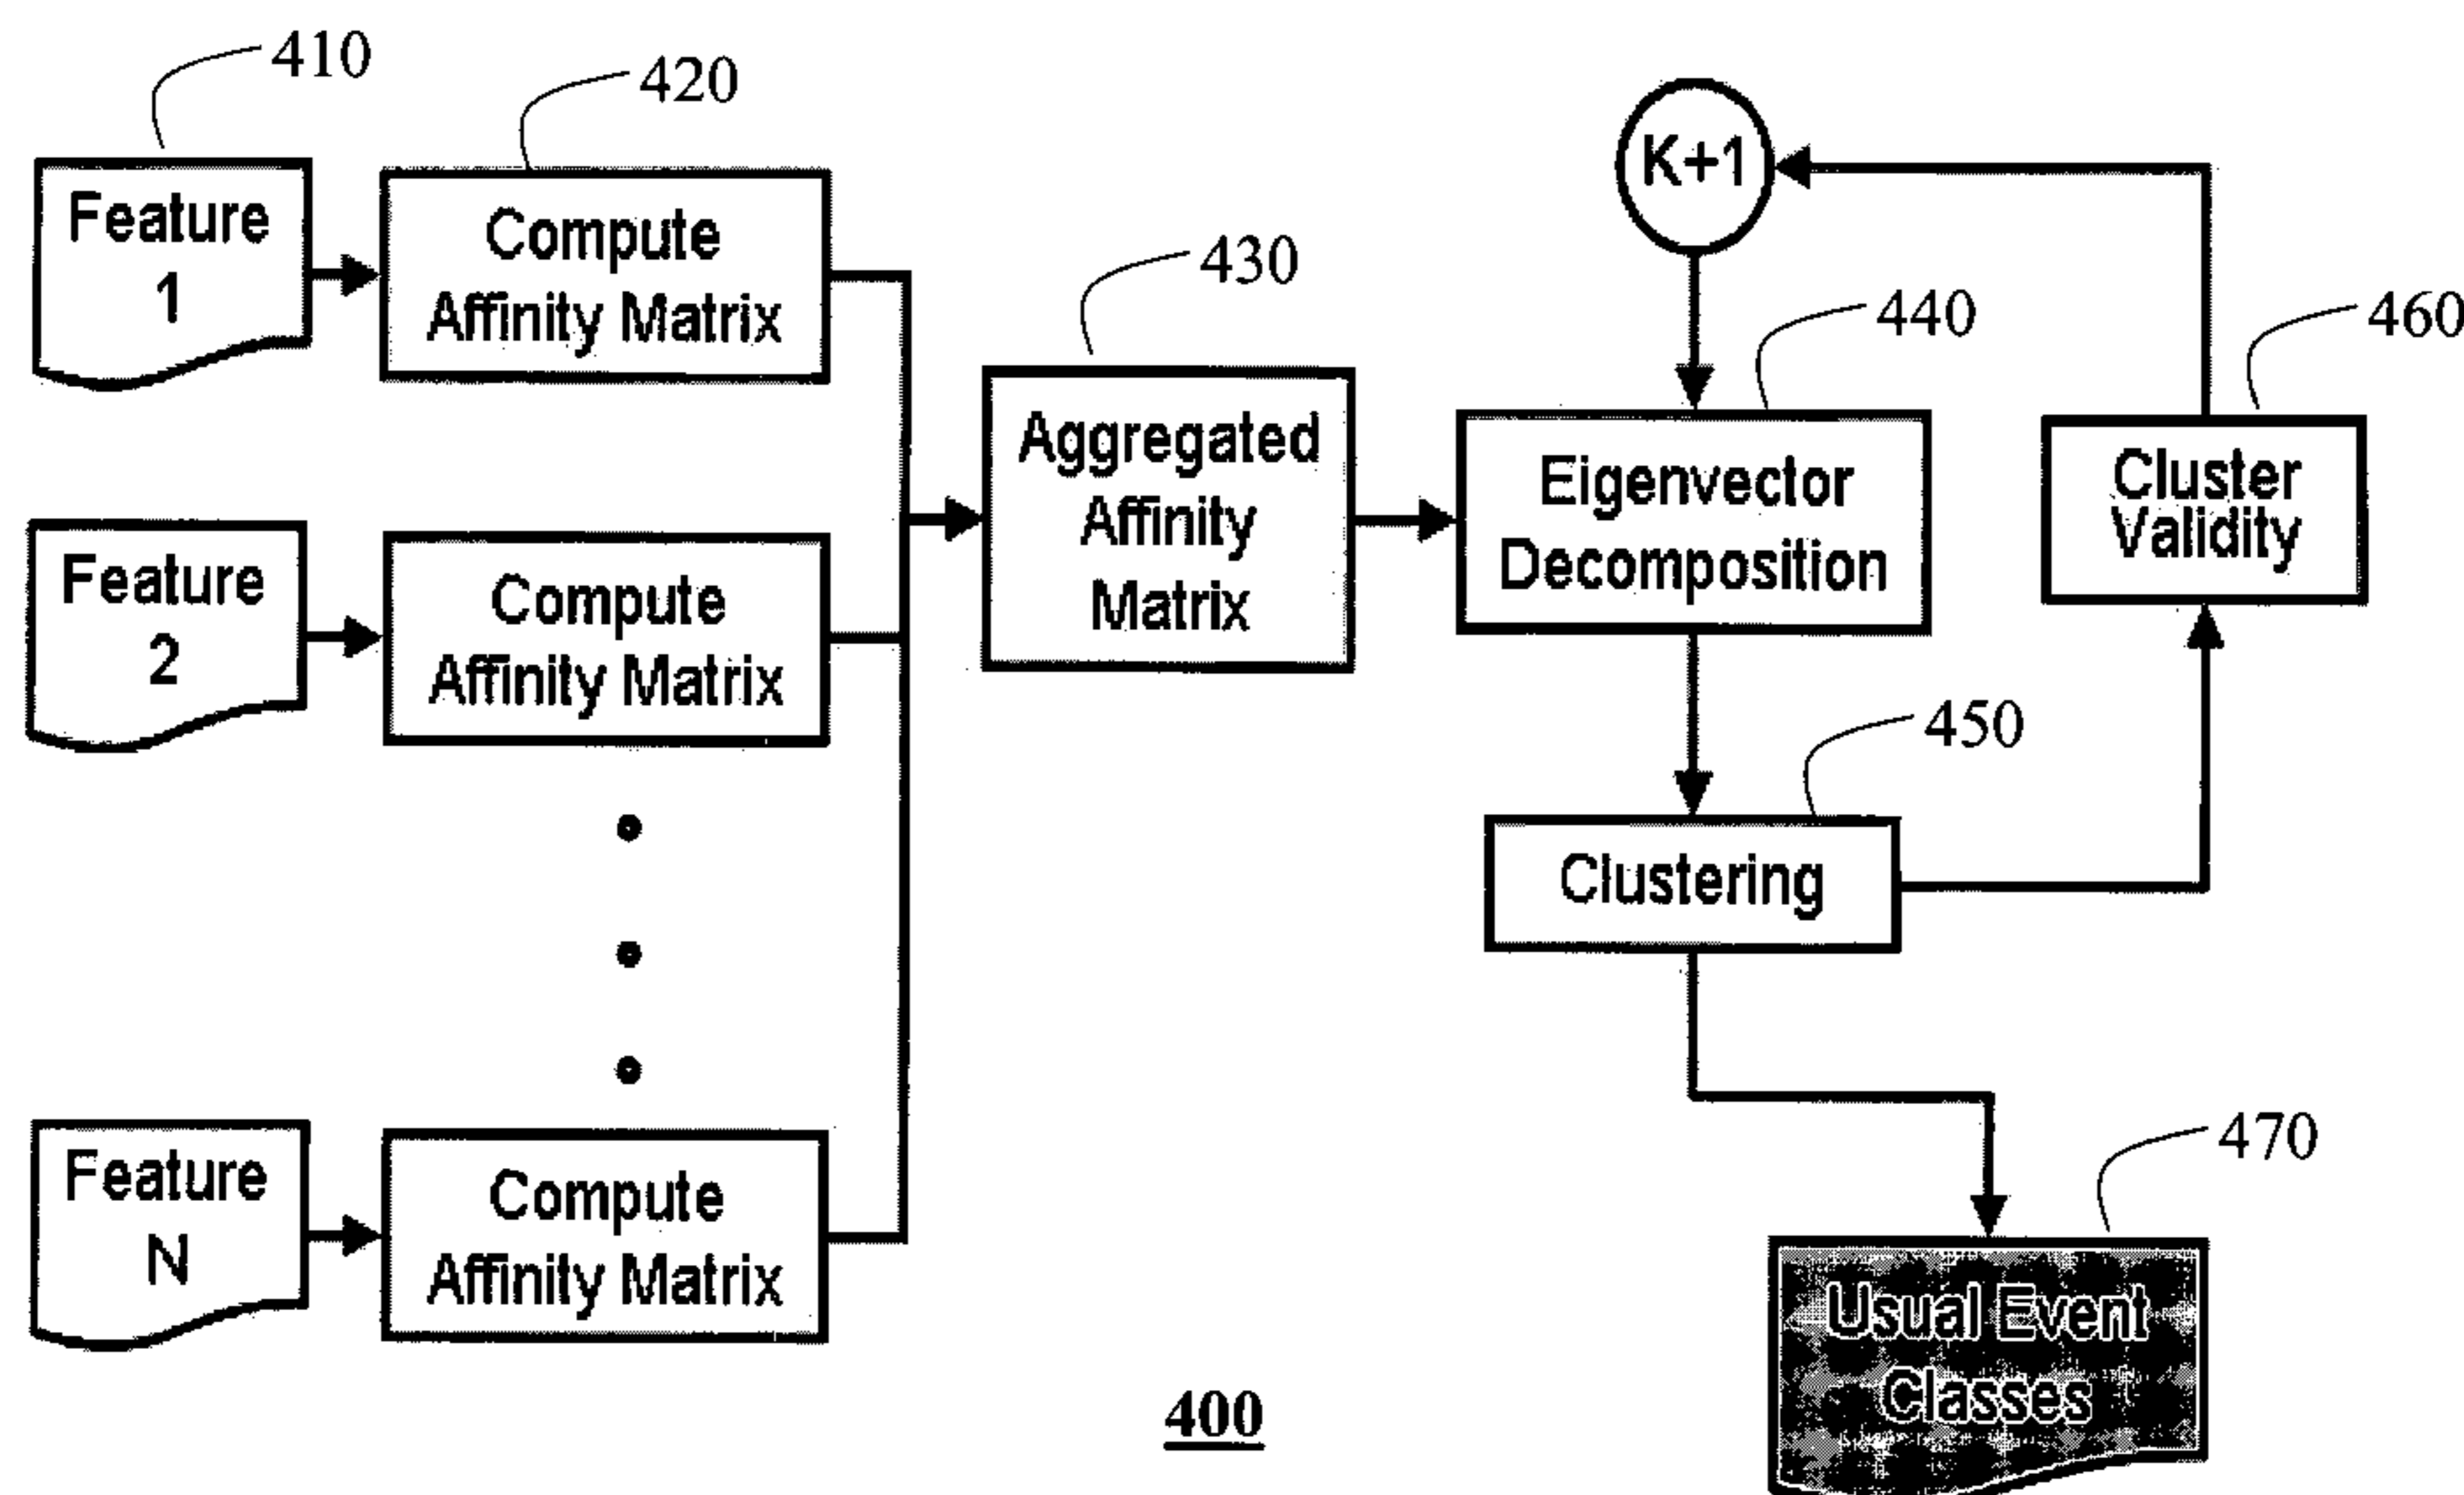 410
420
Feature
1
Compute
Affinity Matrix
K+1
430
440
460
Aggregated
Affinity
Matrix
Eigenvector
Decomposition
Cluster
Validity
Feature
2
Compute
Affinity Matrix
450
Clustering
Feature
N
Compute
Affinity Matrix
470
Usual Event
Classes
400